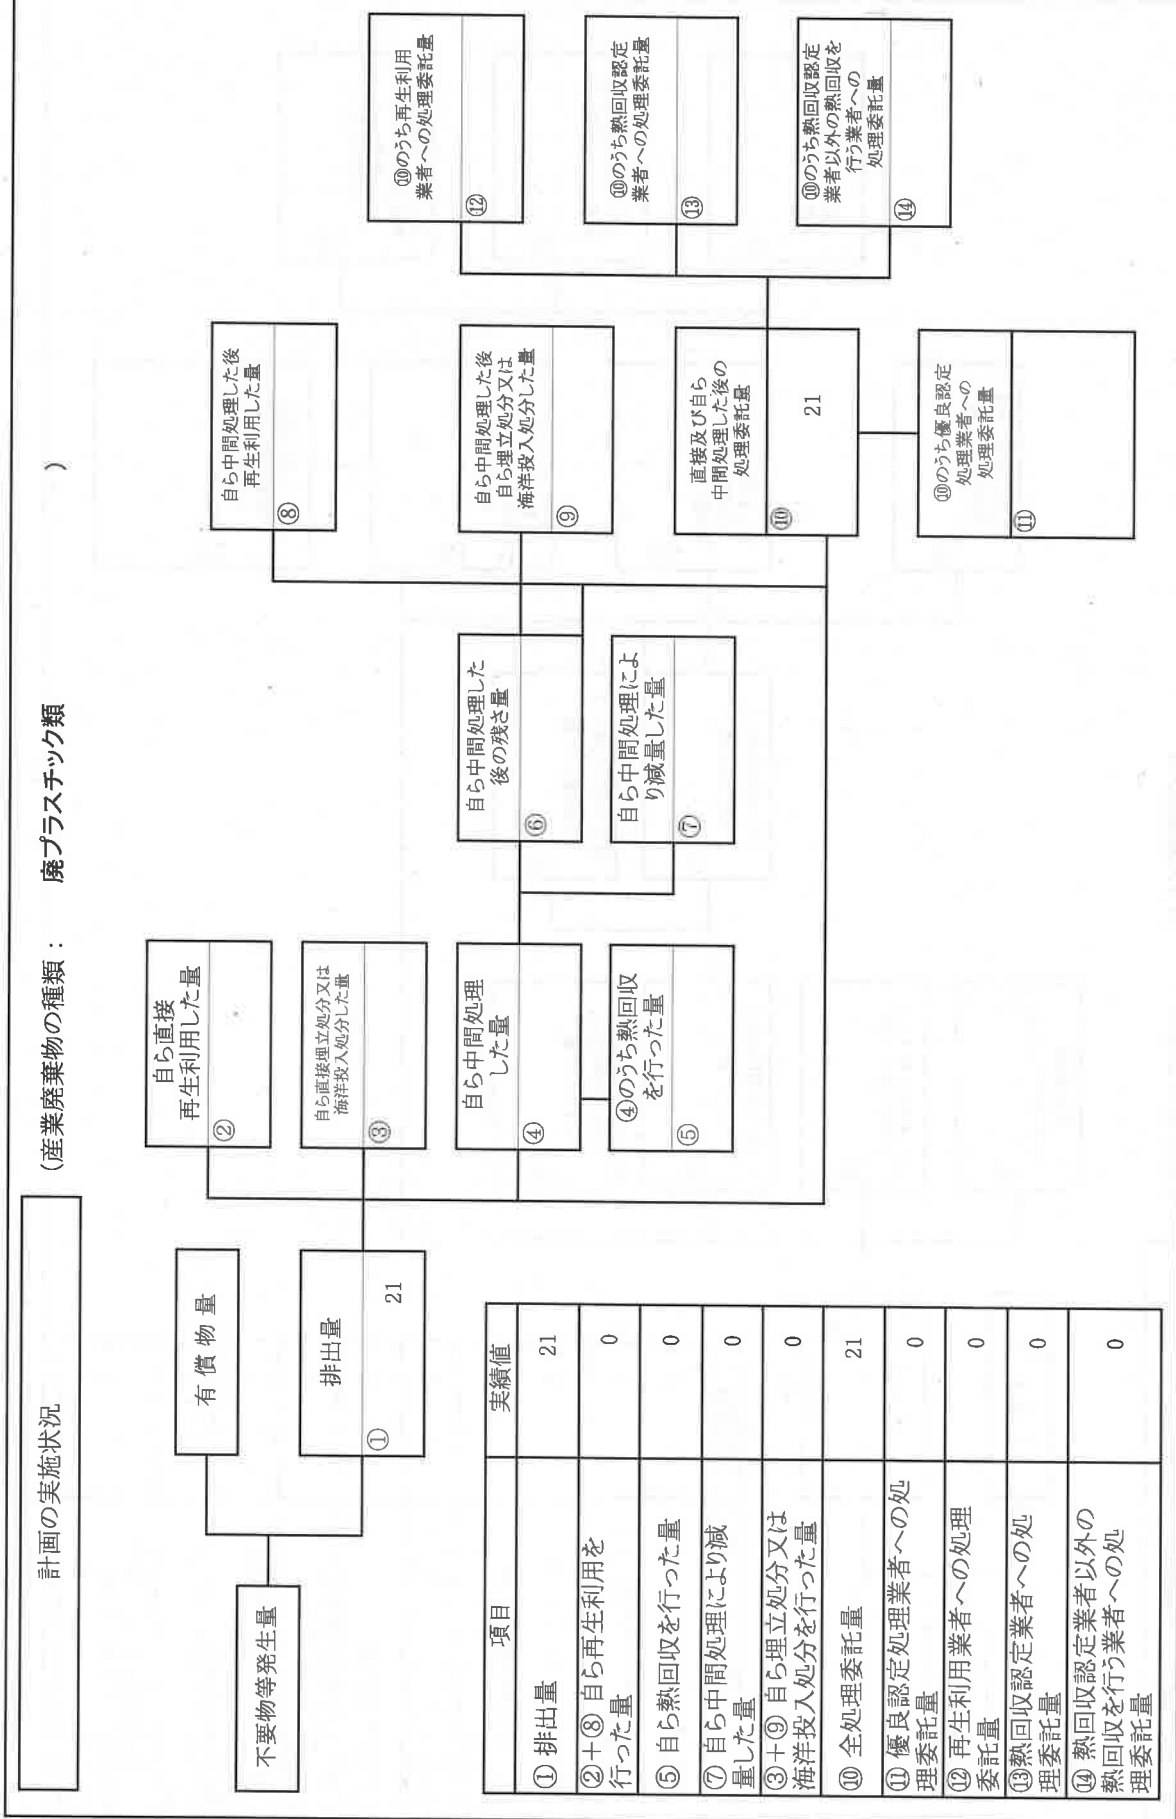 計画の実施状況
（産業廃棄物の種類： 廃プラスチック類 ）
不要物等発生量
有償物量
排出量
① 21
自ら直接
再生利用した量
②
自ら直接埋立処分又は
海洋投入処分した量
③
自ら中間処理
した量
④
④のうち熱回収
を行った量
⑤
自ら中間処理した
後の残さ量
⑥
自ら中間処理によ
り減量した量
⑦
自ら中間処理した後
再生利用した量
⑧
自ら中間処理した後
自ら埋立処分又は
海洋投入処分した量
⑨
直接及び自ら
中間処理した後の
処理委託量
⑩ 21
⑩のうち優良認定
処理業者への
処理委託量
⑪
⑩のうち再生利用
業者への処理委託量
⑫
⑩のうち熱回収認定
業者への処理委託量
⑬
⑩のうち熱回収認定
業者以外の熱回収を
行う業者への
処理委託量
⑭
項目 実績値
① 排出量 21
②＋⑧ 自ら再生利用を
行った量 0
⑤ 自ら熱回収を行った量 0
⑦ 自ら中間処理により減
量した量 0
③＋⑨ 自ら埋立処分又は
海洋投入処分を行った量 0
⑩ 全処理委託量 21
⑪ 優良認定処理業者への処
理委託量 0
⑫ 再生利用業者への処理
委託量 0
⑬熱回収認定業者への処
理委託量 0
⑭ 熱回収認定業者以外の
熱回収を行う業者への処
理委託量 0